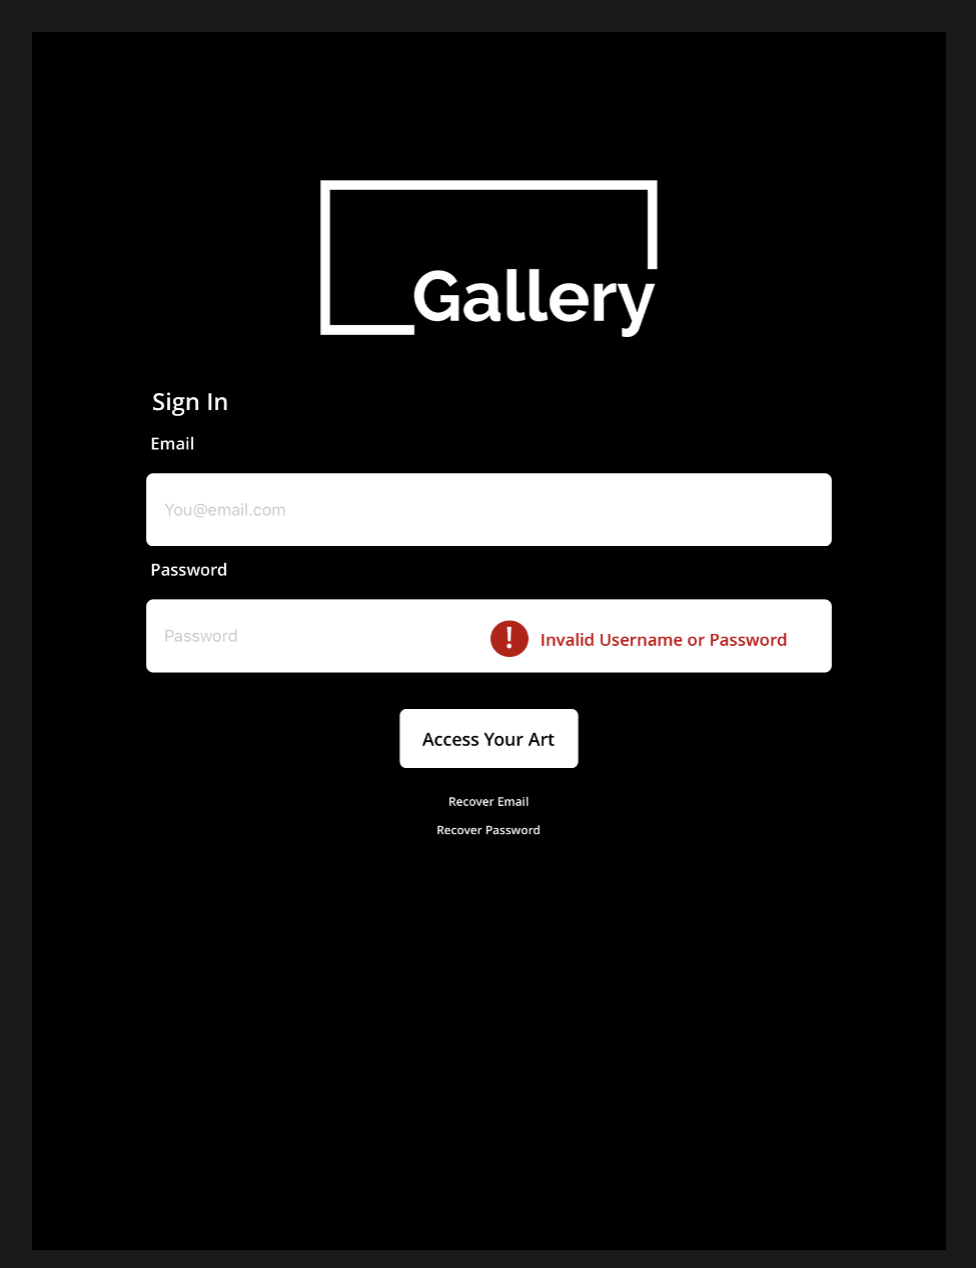 Gallery
Sign In
Email
You@email.com
Password
Password
! Invalid Username or Password
Access Your Art
Recover Email
Recover Password